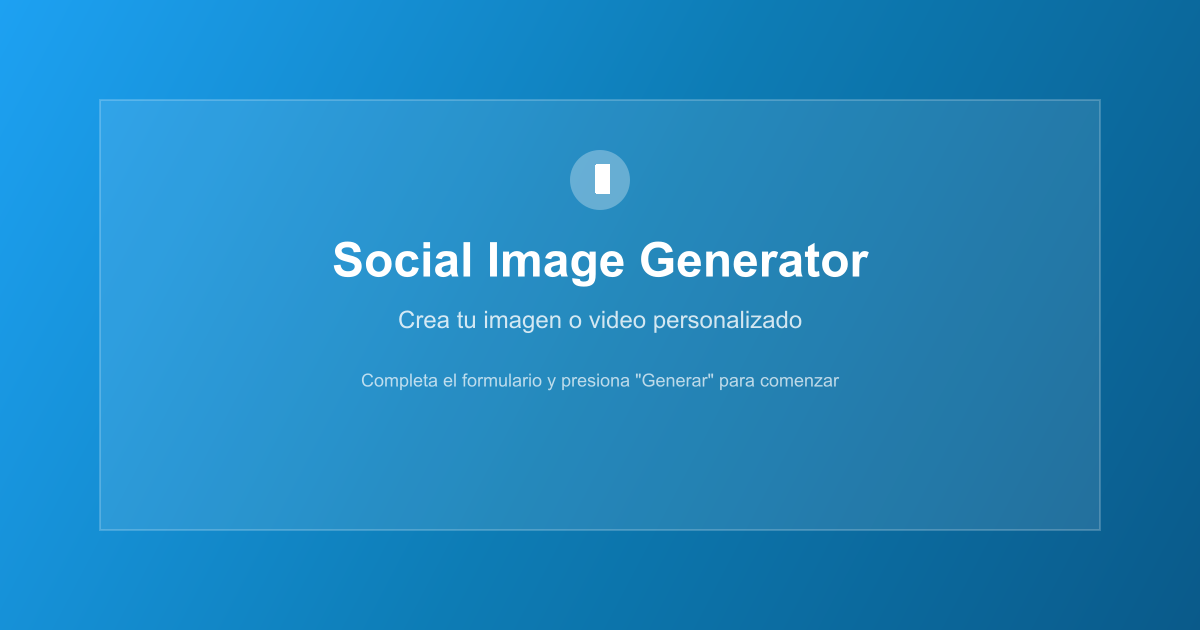 Social Image Generator
Crea tu imagen o video personalizado
Completa el formulario y presiona "Generar" para comenzar